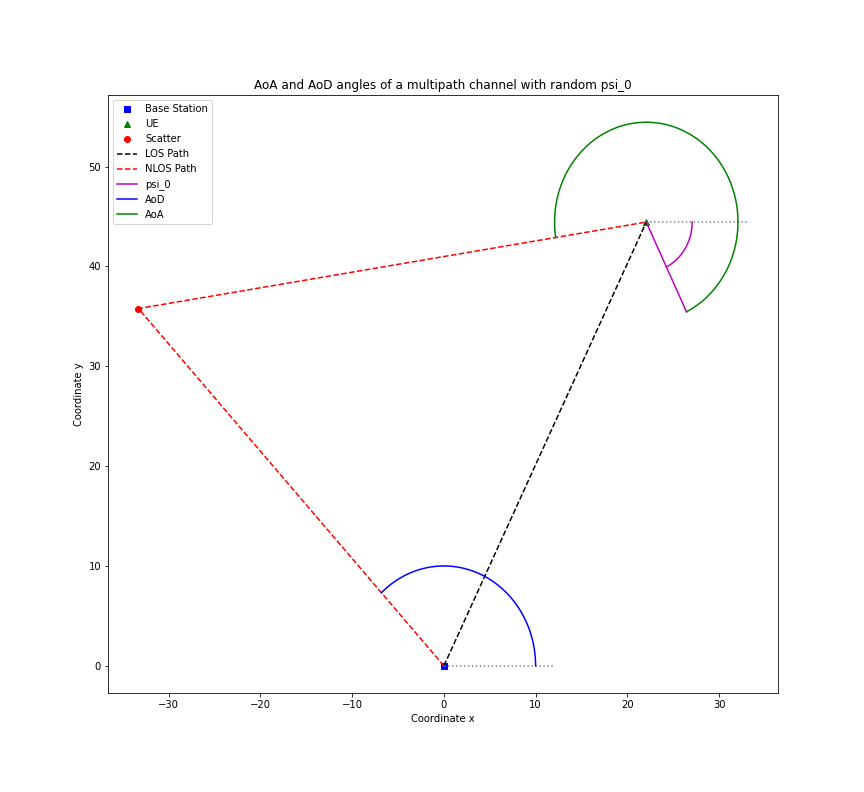 AoA and AoD angles of a multipath channel with random psi_0
Base Station
UE
Scatter
LOS Path
NLOS Path
psi_0
AoD
AoA
50
40
30
20
10
0
Coordinate y
−30
−20
−10
0
10
20
30
Coordinate x